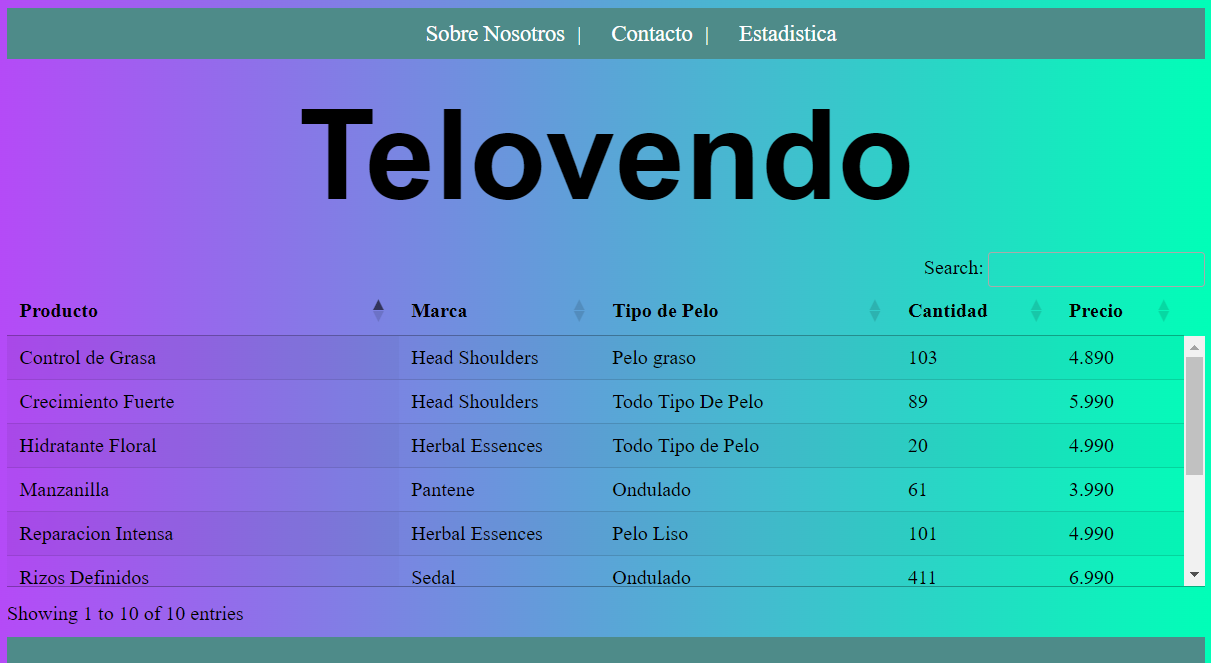 Sobre Nosotros | Contacto | Estadistica
Telovendo
Search:
Producto Marca Tipo de Pelo Cantidad Precio
Control de Grasa Head Shoulders Pelo graso 103 4.890
Crecimiento Fuerte Head Shoulders Todo Tipo De Pelo 89 5.990
Hidratante Floral Herbal Essences Todo Tipo de Pelo 20 4.990
Manzanilla Pantene Ondulado 61 3.990
Reparacion Intensa Herbal Essences Pelo Liso 101 4.990
Rizos Definidos Sedal Ondulado 411 6.990
Showing 1 to 10 of 10 entries